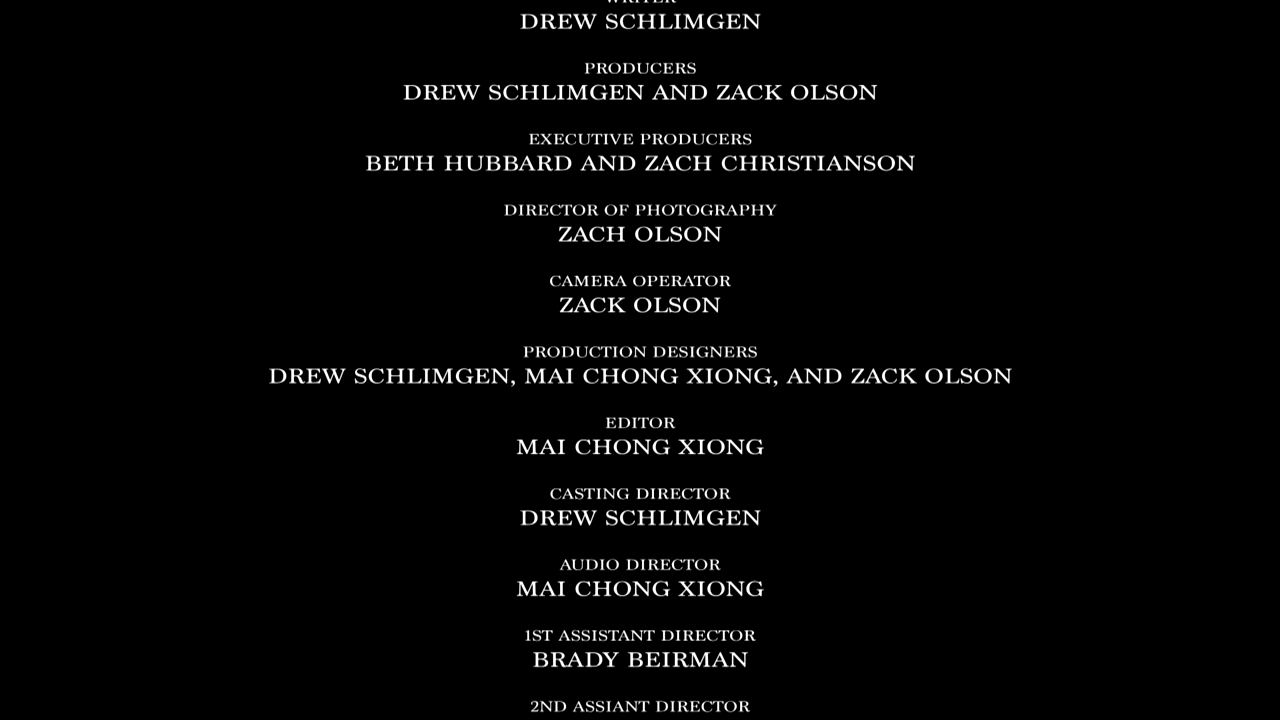 WRITER
DREW SCHLIMGEN
PRODUCERS
DREW SCHLIMGEN AND ZACK OLSON
EXECUTIVE PRODUCERS
BETH HUBBARD AND ZACH CHRISTIANSON
DIRECTOR OF PHOTOGRAPHY
ZACH OLSON
CAMERA OPERATOR
ZACK OLSON
PRODUCTION DESIGNERS
DREW SCHLIMGEN, MAI CHONG XIONG, AND ZACK OLSON
EDITOR
MAI CHONG XIONG
CASTING DIRECTOR
DREW SCHLIMGEN
AUDIO DIRECTOR
MAI CHONG XIONG
1ST ASSISTANT DIRECTOR
BRADY BEIRMAN
2ND ASSIANT DIRECTOR